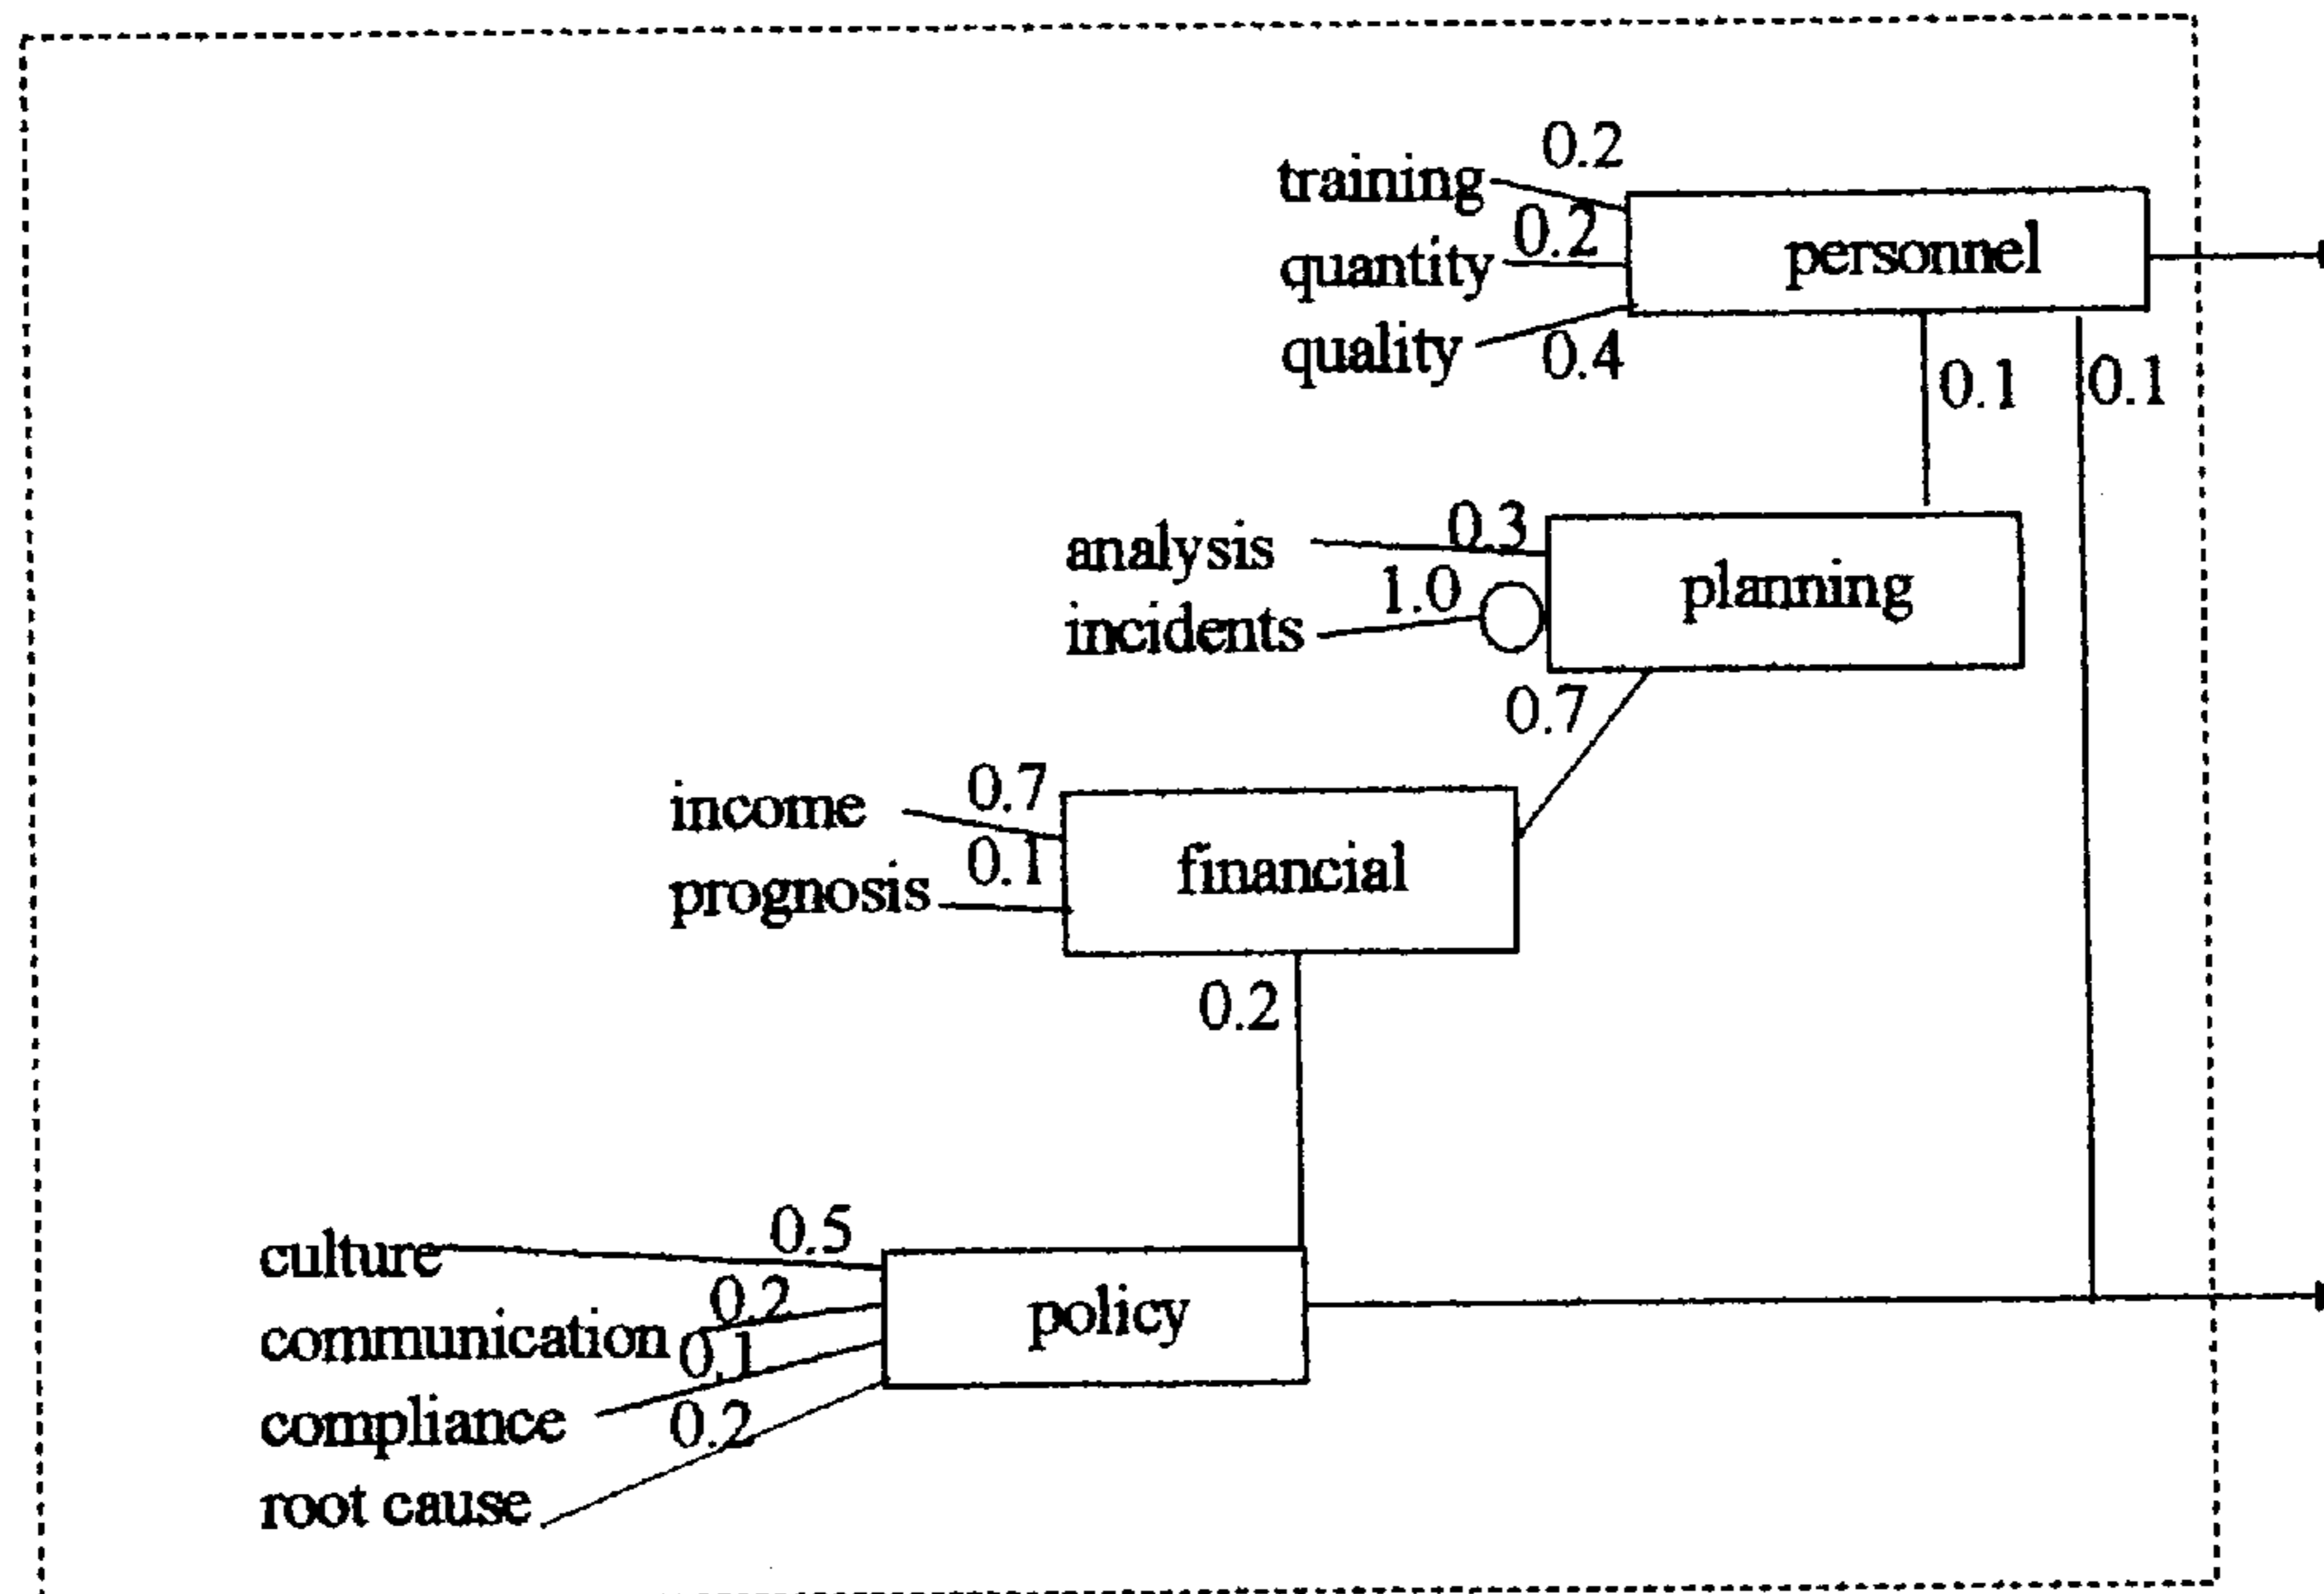 0.2
training
0.2
quantity
personnel
quality
0.4
0.1
0.1
analysis
0.3
1.0
incidents
planning
0.7
income
0.7
0.1
prognosis
financial
0.2
culture
0.5
0.2
communication
0.1
policy
compliance
0.2
root cause